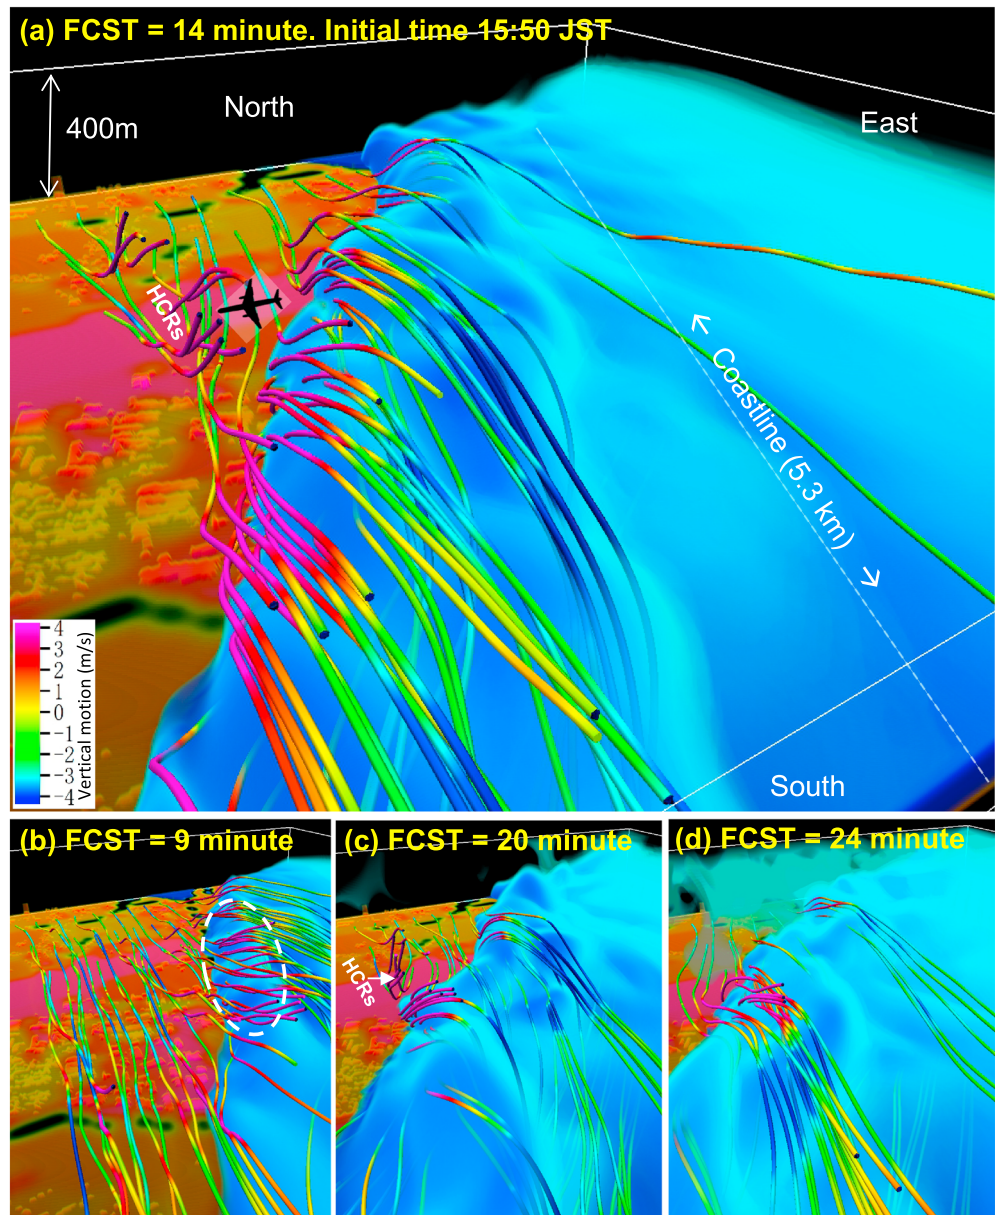 (a) FCST = 14 minute. Initial time 15:50 JST
North
400m
East
HCRs
Coastline (5.3 km)
4
3
2
1
0
-1
-2
-3
-4
Vertical motion (m/s)
South
(b) FCST = 9 minute
(c) FCST = 20 minute
(d) FCST = 24 minute
HCRs